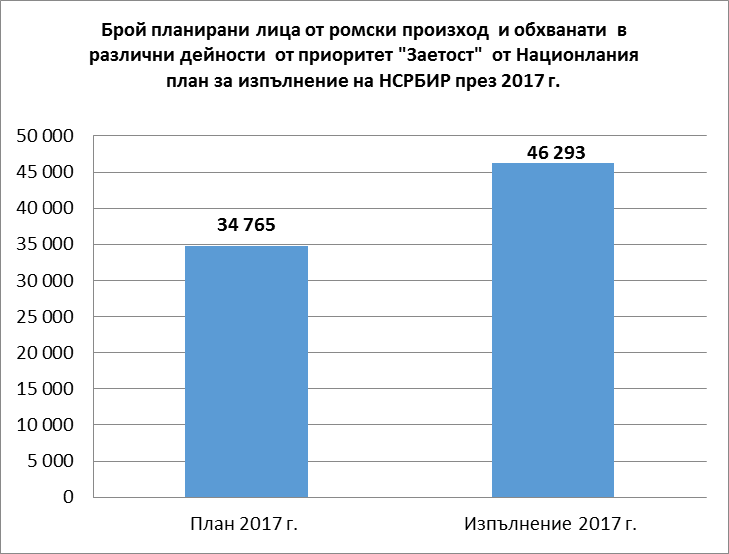 Брой планирани лица от ромски произход и обхванати в
различни дейности от приоритет "Заетост" от Национлания
план за изпълнение на НСРБИР през 2017 г.
50 000
45 000
40 000
35 000
30 000
25 000
20 000
15 000
10 000
5 000
0
34 765
46 293
План 2017 г.
Изпълнение 2017 г.